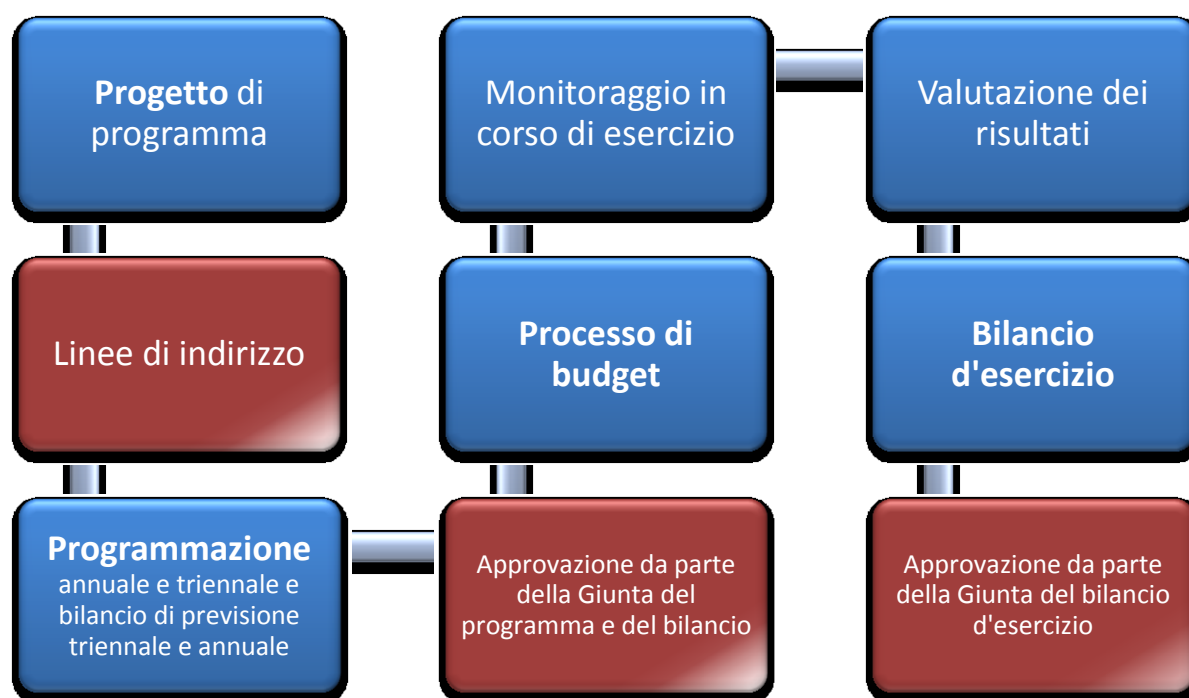 Progetto di
programma
Linee di indirizzo
Programmazione
annuale e triennale e
bilancio di previsione
triennale e annuale
Approvazione da parte
della Giunta del
programma e del bilancio
Processo di
budget
Monitoraggio in
corso di esercizio
Valutazione dei
risultati
Bilancio
d'esercizio
Approvazione da parte
della Giunta del bilancio
d'esercizio